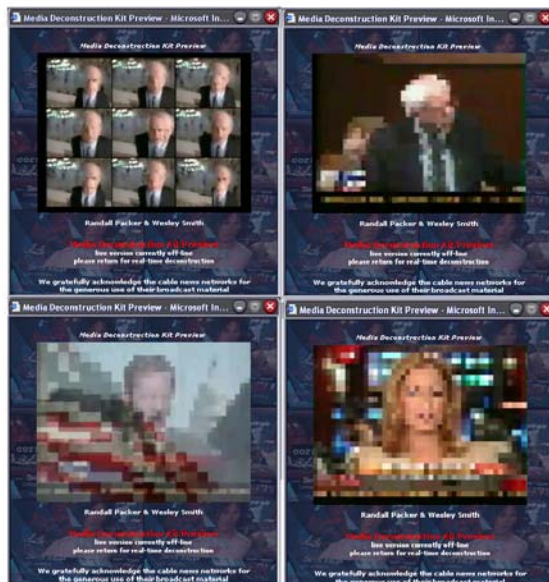 Media Deconstruction Kit Preview - Microsoft In...
Media Deconstruction Kit Preview
Randall Packer & Wesley Smith
Media Deconstruction Kit Preview
live version currently off-line
please return for real-time deconstruction
We gratefully acknowledge the cable news networks for
the generous use of their broadcast material
Media Deconstruction Kit Preview - Microsoft In...
Media Deconstruction Kit Preview
Randall Packer & Wesley Smith
Media Deconstruction Kit Preview
live version currently off-line
please return for real-time deconstruction
We gratefully acknowledge the cable news networks for
the generous use of their broadcast material
Media Deconstruction Kit Preview - Microsoft In...
Media Deconstruction Kit Preview
Randall Packer & Wesley Smith
Media Deconstruction Kit Preview
live version currently off-line
please return for real-time deconstruction
We gratefully acknowledge the cable news networks for
the generous use of their broadcast material
Media Deconstruction Kit Preview - Microsoft In...
Media Deconstruction Kit Preview
Randall Packer & Wesley Smith
Media Deconstruction Kit Preview
live version currently off-line
please return for real-time deconstruction
We gratefully acknowledge the cable news networks for
the generous use of their broadcast material